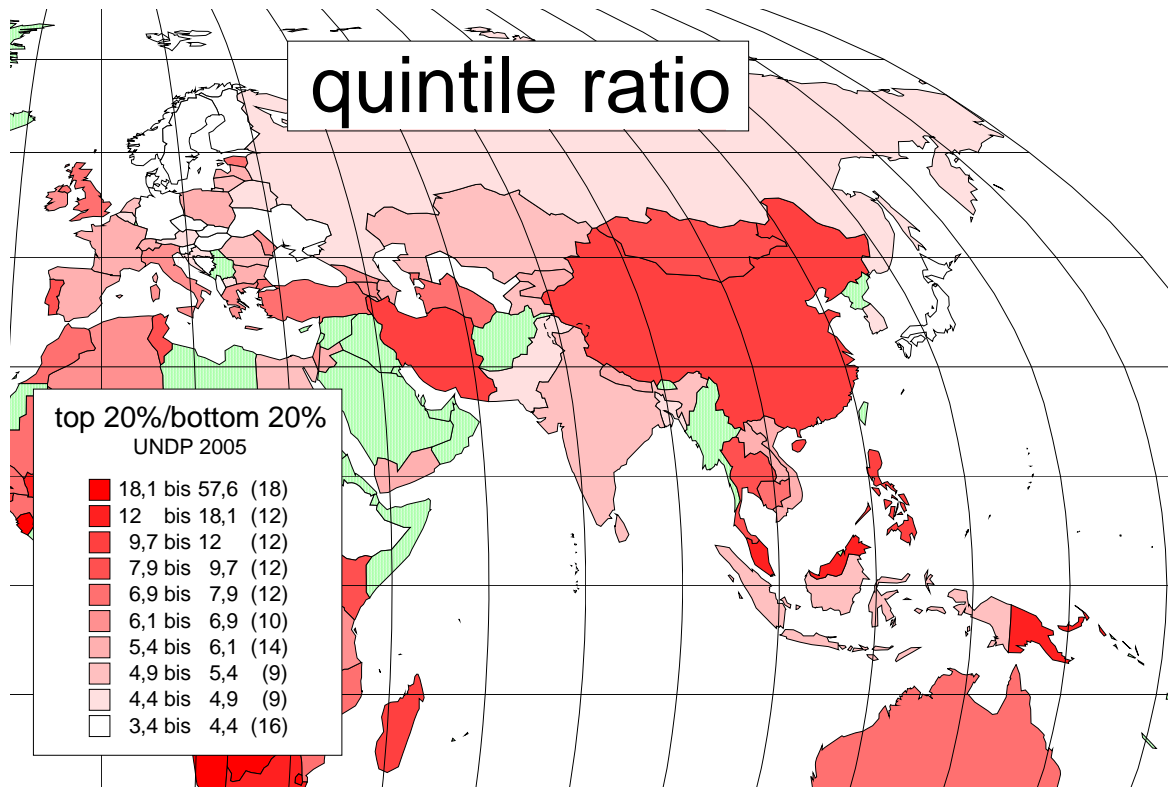 quintile ratio
top 20%/bottom 20%
UNDP 2005
18,1 bis 57,6 (18)
12 bis 18,1 (12)
9,7 bis 12 (12)
7,9 bis 9,7 (12)
6,9 bis 7,9 (12)
6,1 bis 6,9 (10)
5,4 bis 6,1 (14)
4,9 bis 5,4 (9)
4,4 bis 4,9 (9)
3,4 bis 4,4 (16)